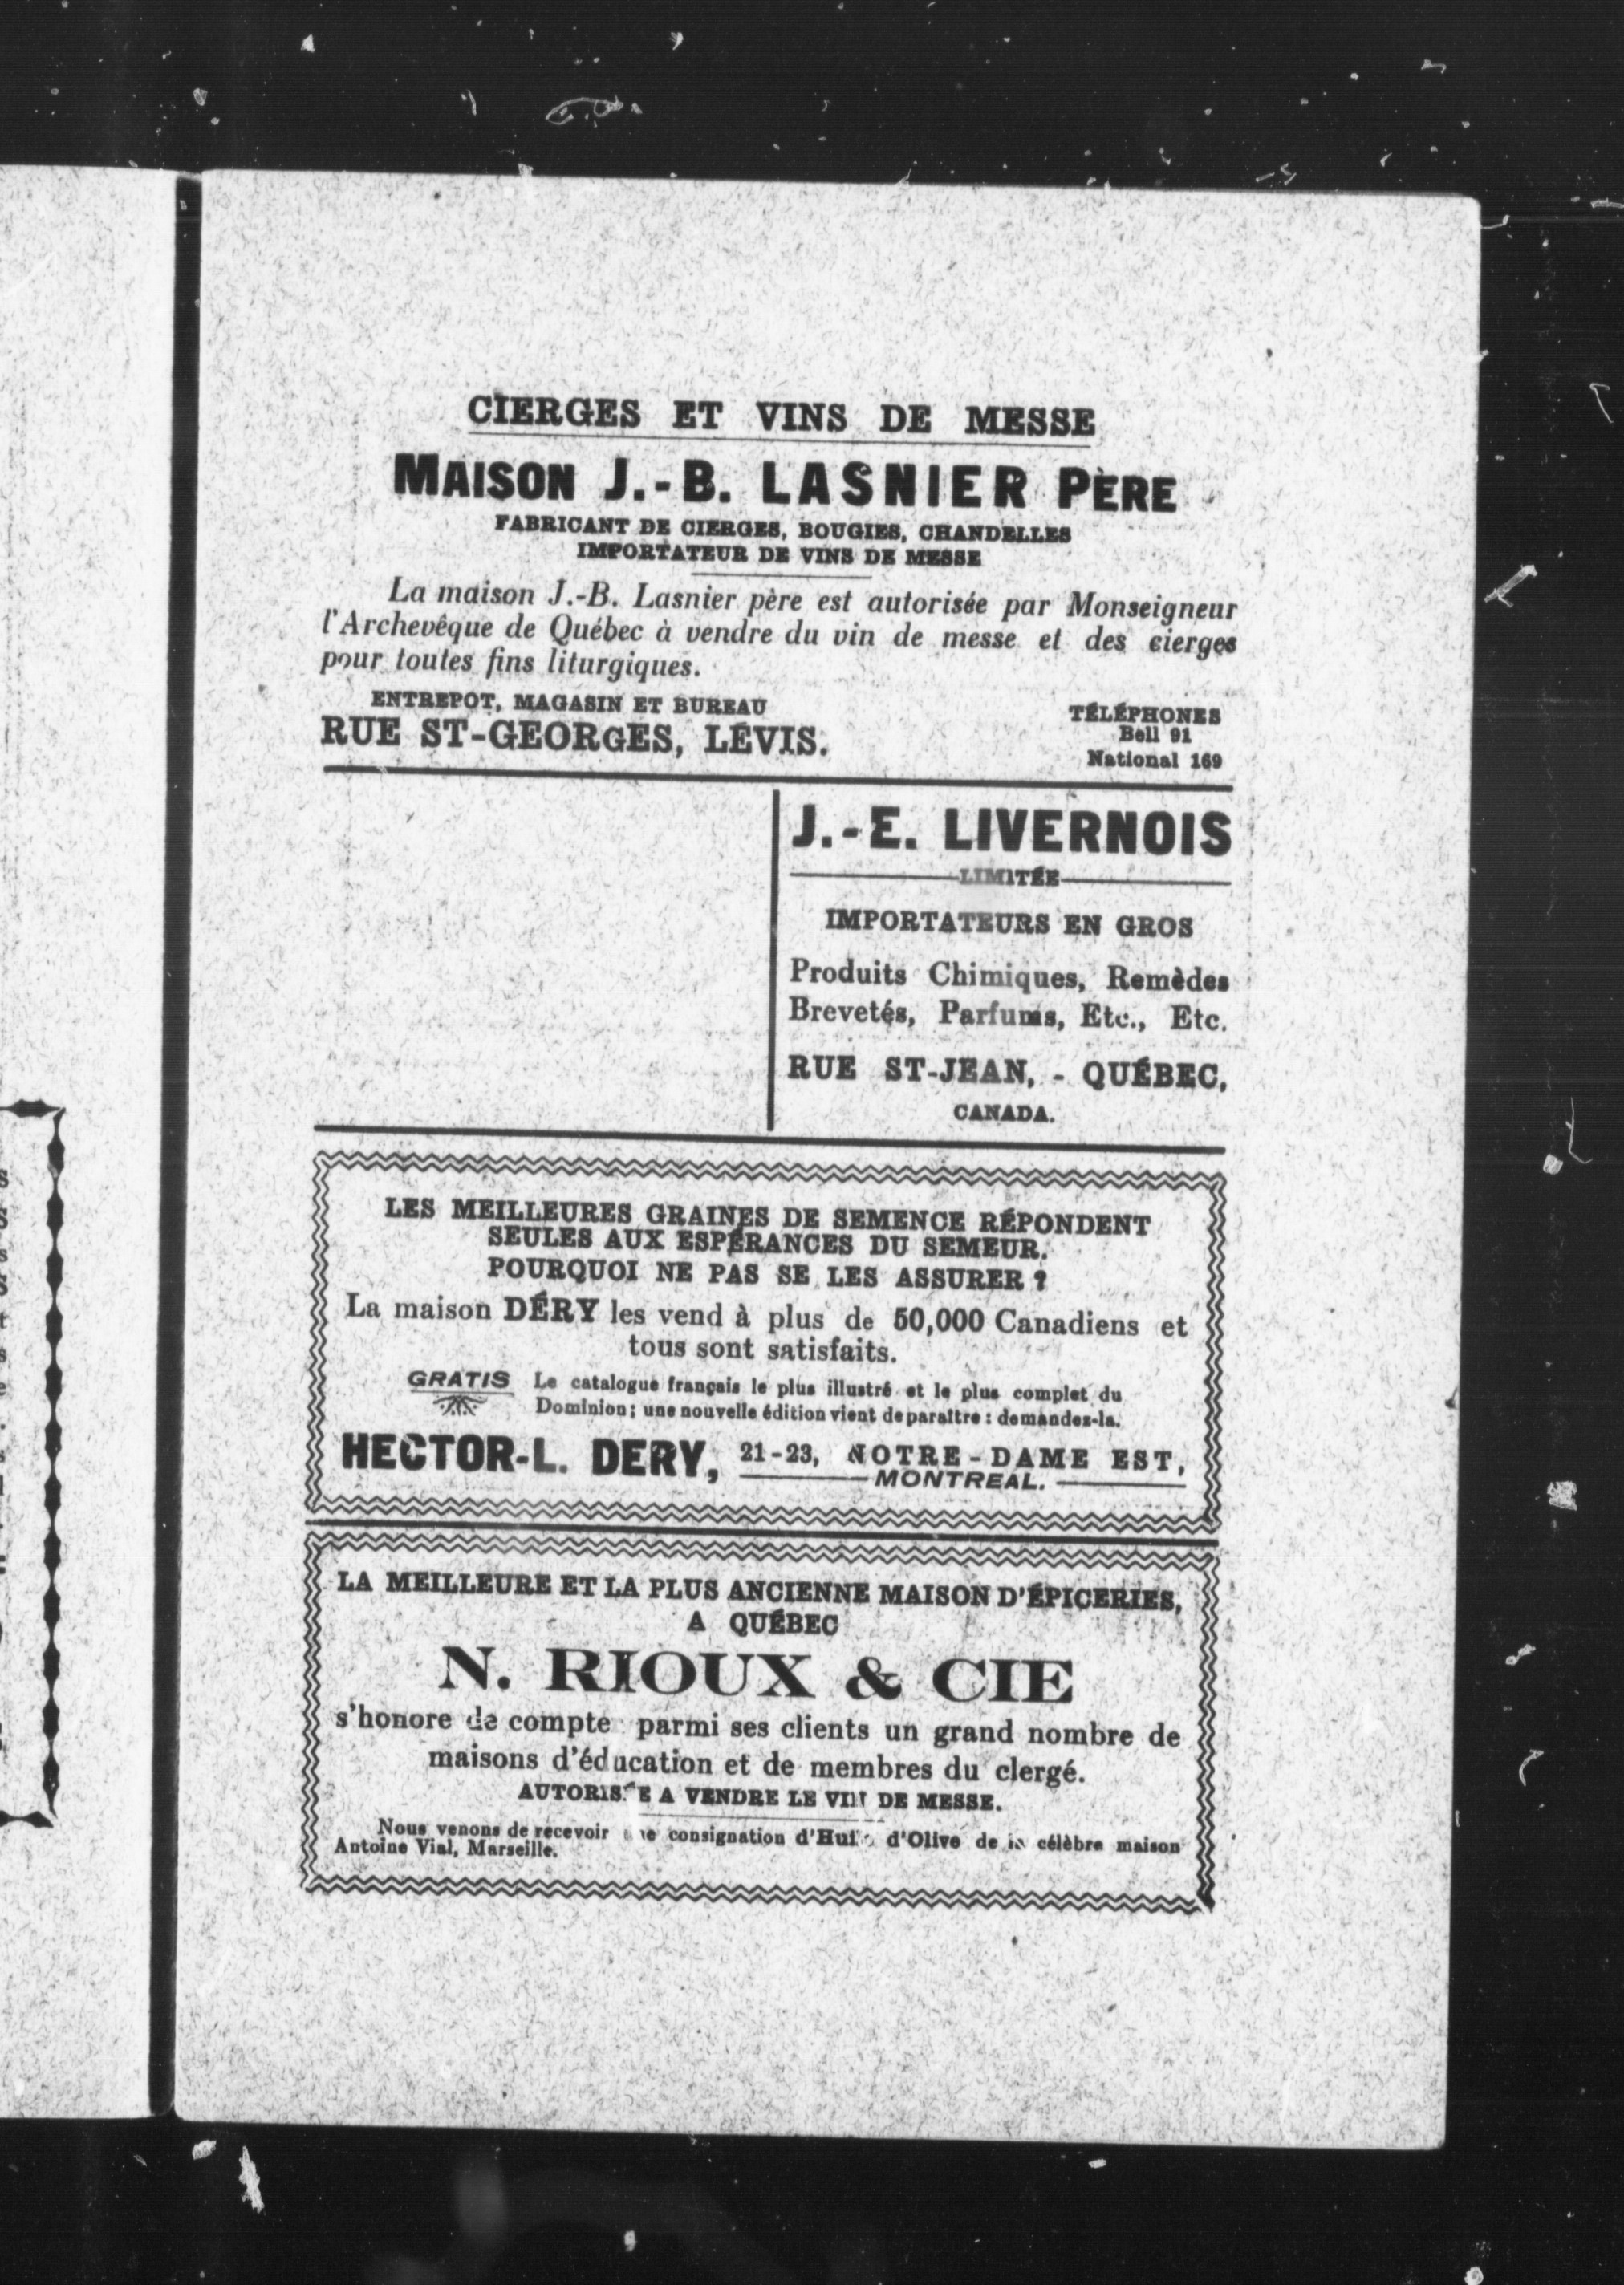 CIERGES ET VINS DE MESSE
MAISON J.-B. LASNIER PÈRE
FABRICANT DE CIERGES, BOUGIES, CHANDELLES
IMPORTATEUR DE VINS DE MESSE
La maison J.-B. Lasnier père est autorisée par Monseigneur
l'Archevêque de Québec à vendre du vin de messe et des cierges
pour toutes fins liturgiques.
ENTREPOT, MAGASIN ET BUREAU
RUE ST-GEORGES, LÉVIS.
TÉLÉPHONES
Bell 91
National 169
J.-E. LIVERNOIS
LIMITÉE
IMPORTATEURS EN GROS
Produits Chimiques, Remèdes
Brevetés, Parfums, Etc., Etc.
RUE ST-JEAN, - QUÉBEC,
CANADA.
LES MEILLEURES GRAINES DE SEMENCE RÉPONDENT
SEULES AUX ESPÉRANCES DU SEMEUR.
POURQUOI NE PAS SE LES ASSURER ?
La maison DÉRY les vend à plus de 50,000 Canadiens et
tous sont satisfaits.
GRATIS Le catalogue français le plus illustré et le plus complet du
Dominion; une nouvelle édition vient de paraître : demandez-la.
HECTOR-L. DERY, 21-23, NOTRE-DAME EST,
MONTREAL.
LA MEILLEURE ET LA PLUS ANCIENNE MAISON D'ÉPICERIES,
A QUÉBEC
N. RIOUX & CIE
s'honore de compte parmi ses clients un grand nombre de
maisons d'éducation et de membres du clergé.
A VENDRE LE VIN DE MESSE.
Nous venons de recevoir consignation d'Huile d'Olive de la célèbre maison
Antoine Vial, Marseille.